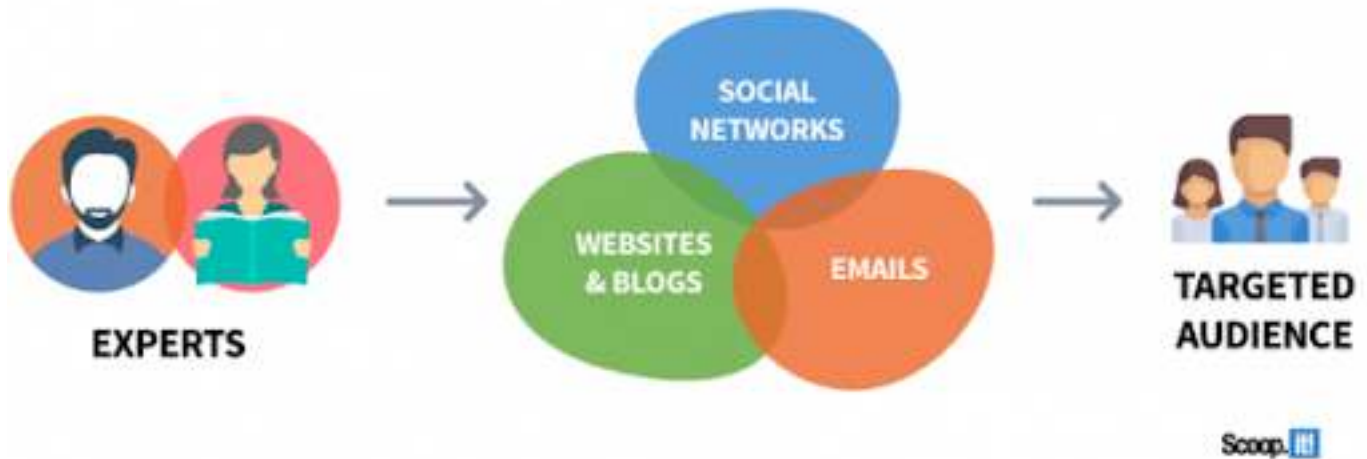 EXPERTS
SOCIAL
NETWORKS
WEBSITES
& BLOGS
EMAILS
TARGETED
AUDIENCE
Scoop.it!